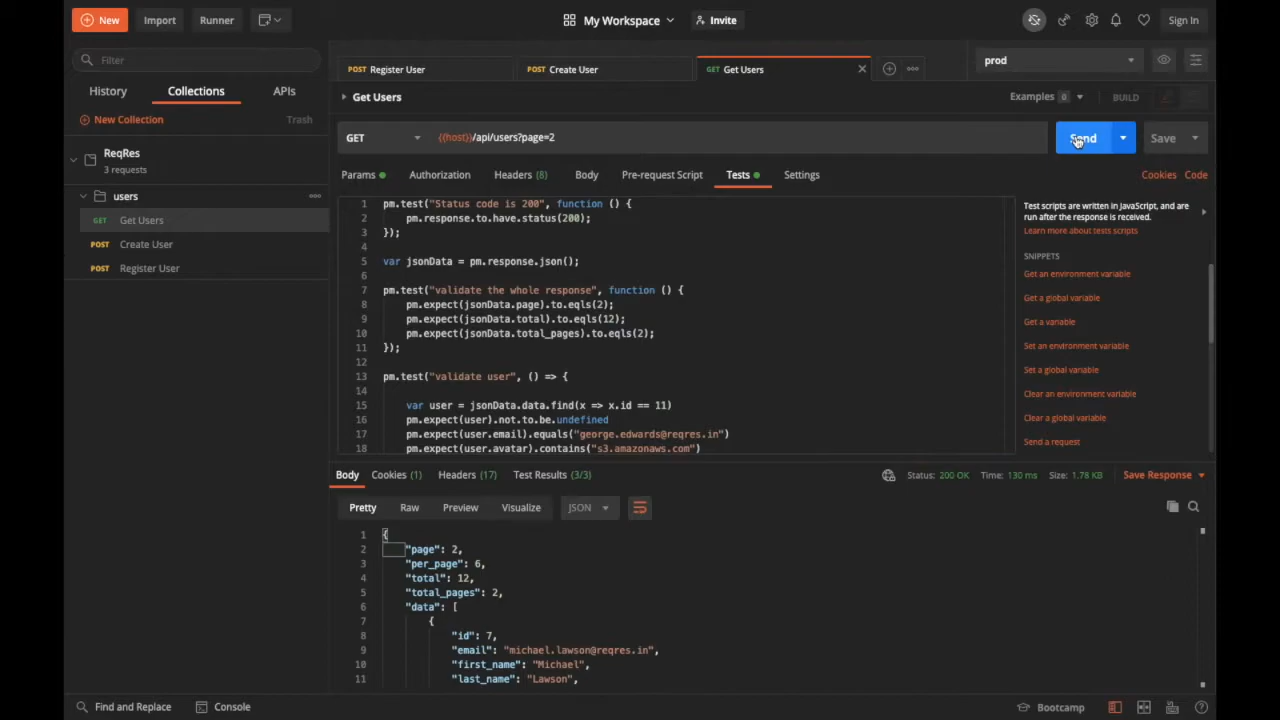 New
Import
Runner
My Workspace
Invite
Sign In
Filter
History
Collections
APIs
New Collection
Trash
ReqRes
3 requests
users
GET Get Users
POST Create User
POST Register User
POST Register User
POST Create User
GET Get Users
prod
Get Users
Examples 0
BUILD
GET
{{host}}/api/users?page=2
Send
Save
Params
Authorization
Headers (8)
Body
Pre-request Script
Tests
Settings
Cookies
Code
1 pm.test("Status code is 200", function () {
2 pm.response.to.have.status(200);
3 });
4
5 var jsonData = pm.response.json();
6
7 pm.test("validate the whole response", function () {
8 pm.expect(jsonData.page).to.eqls(2);
9 pm.expect(jsonData.total).to.eqls(12);
10 pm.expect(jsonData.total_pages).to.eqls(2);
11 });
12
13 pm.test("validate user", () => {
14
15 var user = jsonData.data.find(x => x.id == 11)
16 pm.expect(user).not.to.be.undefined
17 pm.expect(user.email).equals("george.edwards@reqres.in")
18 pm.expect(user.avatar).contains("s3.amazonaws.com")
Test scripts are written in JavaScript, and are
run after the response is received.
Learn more about tests scripts
SNIPPETS
Get an environment variable
Get a global variable
Get a variable
Set an environment variable
Set a global variable
Clear an environment variable
Clear a global variable
Send a request
Body
Cookies (1)
Headers (17)
Test Results (3/3)
Status: 200 OK
Time: 130 ms
Size: 1.78 KB
Save Response
Pretty
Raw
Preview
Visualize
JSON
1 {
2 "page": 2,
3 "per_page": 6,
4 "total": 12,
5 "total_pages": 2,
6 "data": [
7 {
8 "id": 7,
9 "email": "michael.lawson@reqres.in",
10 "first_name": "Michael",
11 "last_name": "Lawson",
Find and Replace
Console
Bootcamp